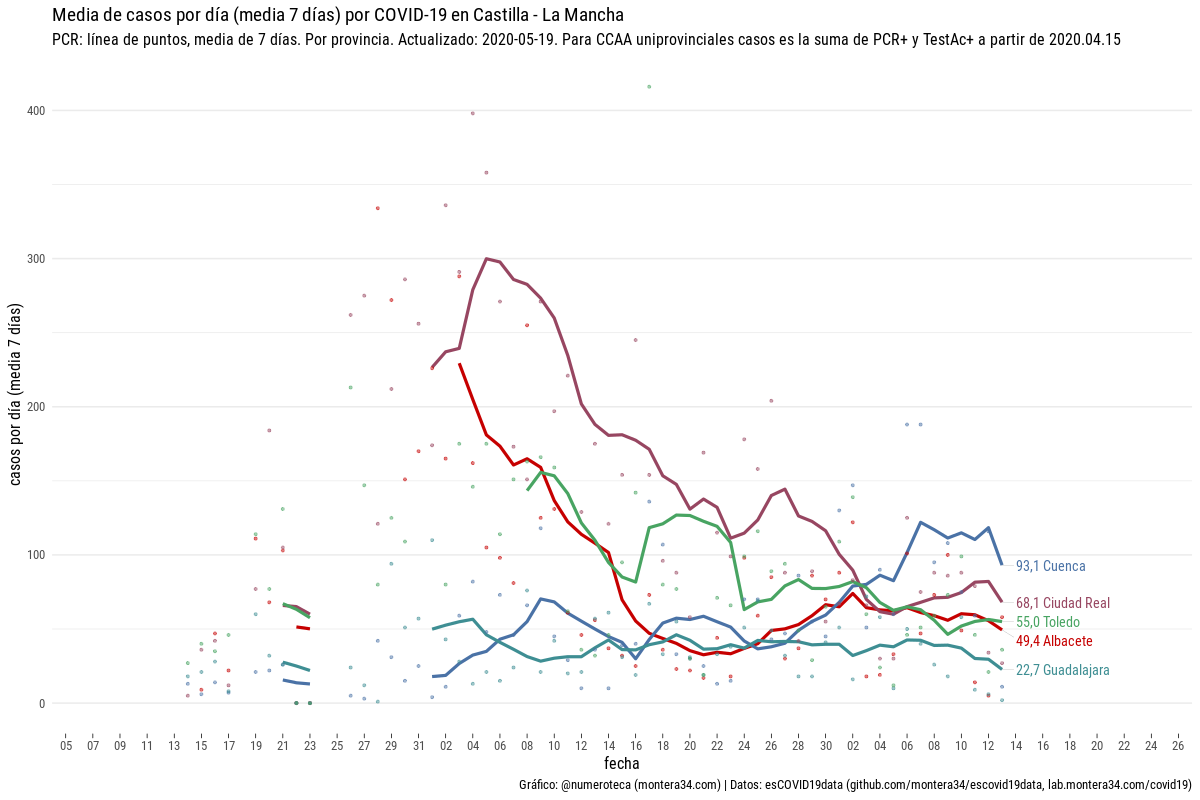 Media de casos por día (media 7 días) por COVID-19 en Castilla - La Mancha
PCR: línea de puntos, media de 7 días. Por provincia. Actualizado: 2020-05-19. Para CCAA uniprovinciales casos es la suma de PCR+ y TestAc+ a partir de 2020.04.15
casos por día (media 7 días)
400
300
200
100
0
93,1 Cuenca
68,1 Ciudad Real
55,0 Toledo
49,4 Albacete
22,7 Guadalajara
05 07 09 11 13 15 17 19 21 23 25 27 29 31 02 04 06 08 10 12 14 16 18 20 22 24 26 28 30 02 04 06 08 10 12 14 16 18 20 22 24 26
fecha
Gráfico: @numeroteca (montera34.com) | Datos: esCOVID19data (github.com/montera34/escovid19data, lab.montera34.com/covid19)